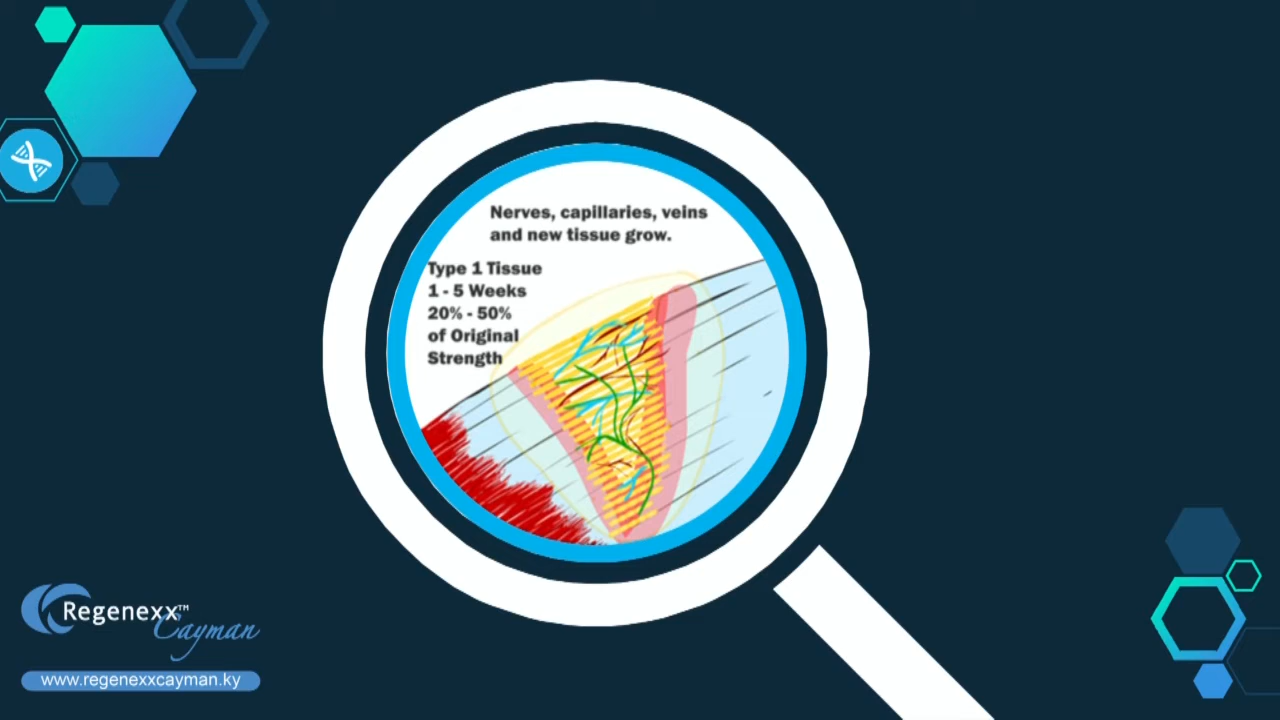 Nerves, capillaries, veins
and new tissue grow.
Type 1 Tissue
1 - 5 Weeks
20% - 50%
of Original
Strength
Regenexx™
Cayman
www.regenexxcayman.ky